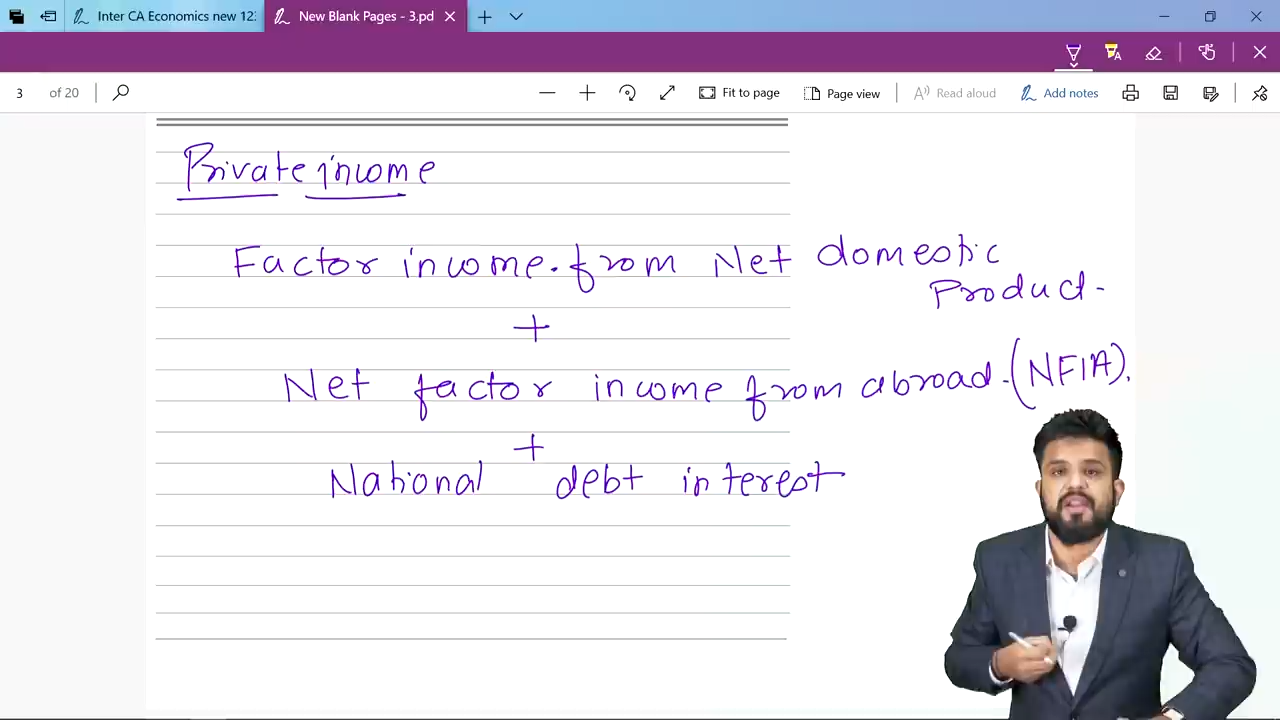 Inter CA Economics new 12:
New Blank Pages - 3.pd
3 of 20
Fit to page
Page view
Read aloud
Add notes
Private income
Factor income. from Net domestic
Product -
+
Net factor income from abroad. (NFIA).
+
National debt interest